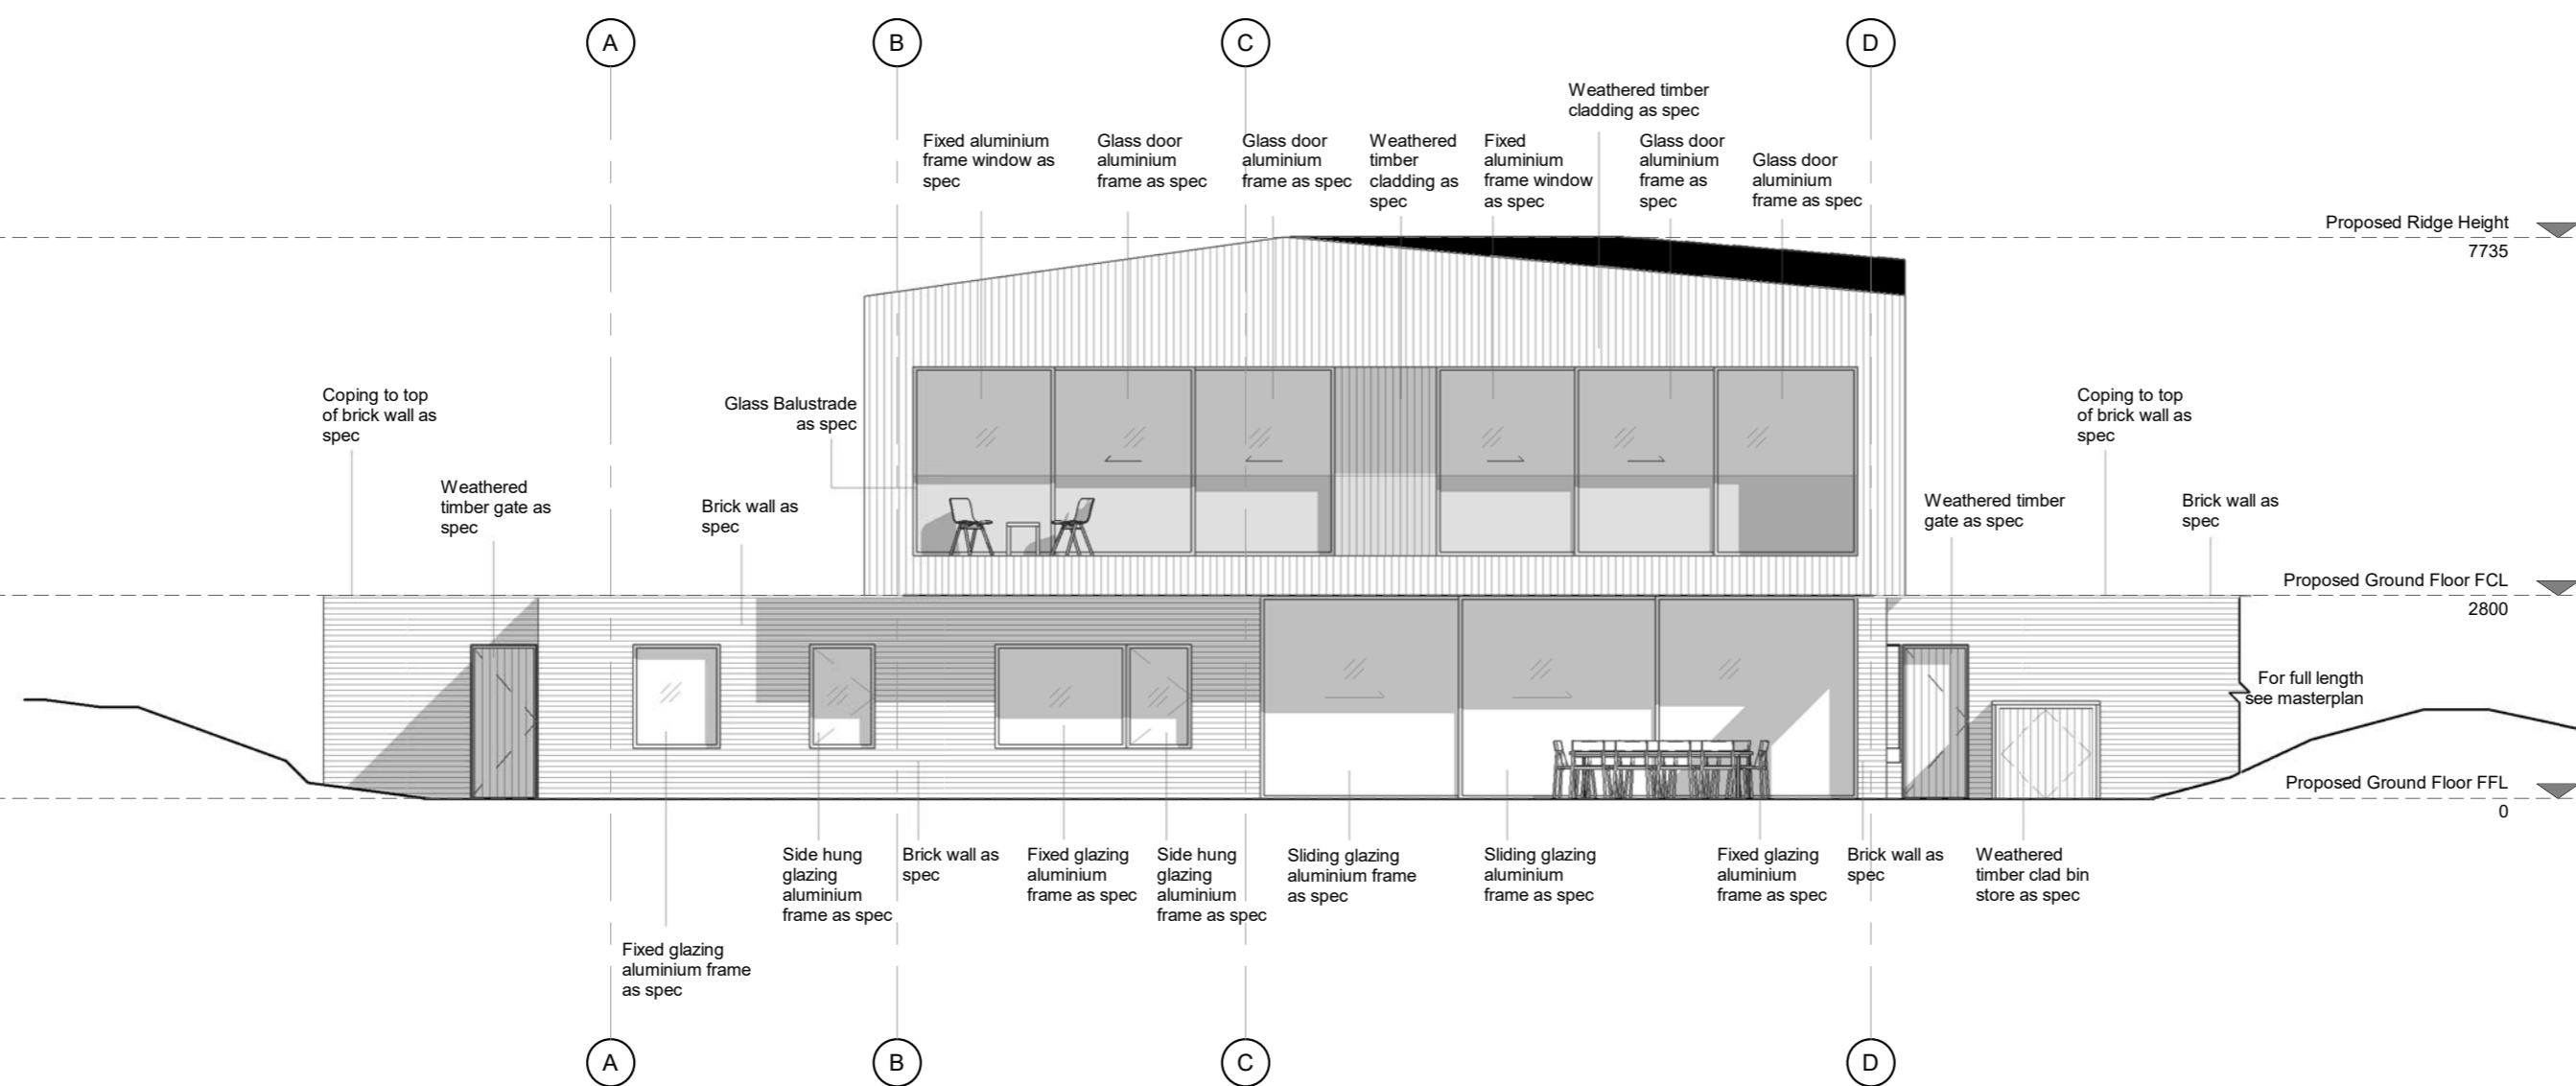 A
B
C
D
Weathered timber
cladding as spec
Fixed aluminium
frame window as
spec
Glass door
aluminium
frame as spec
Glass door
aluminium
frame as spec
Weathered
timber
cladding as
spec
Fixed
aluminium
frame window
as spec
Glass door
aluminium
frame as
spec
Glass door
aluminium
frame as spec
Proposed Ridge Height
7735
Coping to top
of brick wall as
spec
Glass Balustrade
as spec
Coping to top
of brick wall as
spec
Weathered
timber gate as
spec
Brick wall as
spec
Weathered timber
gate as spec
Brick wall as
spec
Proposed Ground Floor FCL
2800
For full length
see masterplan
Proposed Ground Floor FFL
0
Side hung
glazing
aluminium
frame as spec
Brick wall as
spec
Fixed glazing
aluminium
frame as spec
Side hung
glazing
aluminium
frame as spec
Sliding glazing
aluminium frame
as spec
Sliding glazing
aluminium
frame as spec
Fixed glazing
aluminium
frame as spec
Brick wall as
spec
Weathered
timber clad bin
store as spec
Fixed glazing
aluminium frame
as spec
A
B
C
D